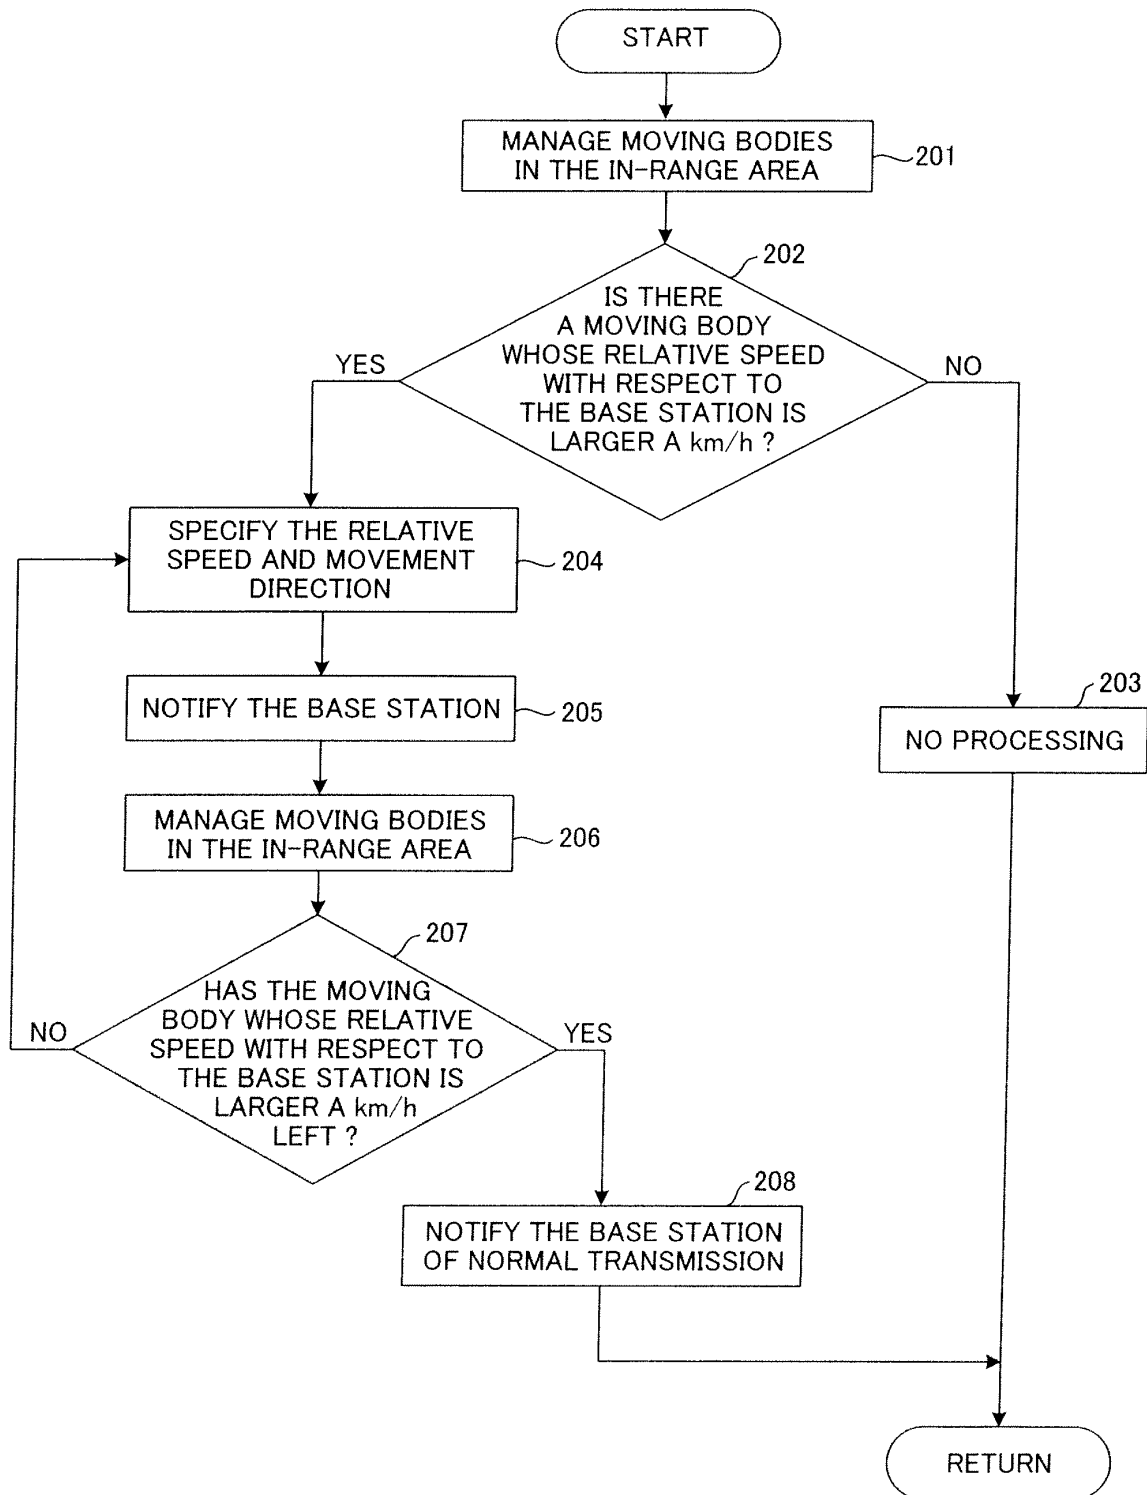 START
MANAGE MOVING BODIES
IN THE IN-RANGE AREA
201
202
IS THERE
A MOVING BODY
WHOSE RELATIVE SPEED
WITH RESPECT TO
THE BASE STATION IS
LARGER A km/h ?
YES
NO
SPECIFY THE RELATIVE
SPEED AND MOVEMENT
DIRECTION
204
NOTIFY THE BASE STATION
205
203
NO PROCESSING
MANAGE MOVING BODIES
IN THE IN-RANGE AREA
206
207
HAS THE MOVING
BODY WHOSE RELATIVE
SPEED WITH RESPECT TO
THE BASE STATION IS
LARGER A km/h
LEFT ?
NO
YES
208
NOTIFY THE BASE STATION
OF NORMAL TRANSMISSION
RETURN